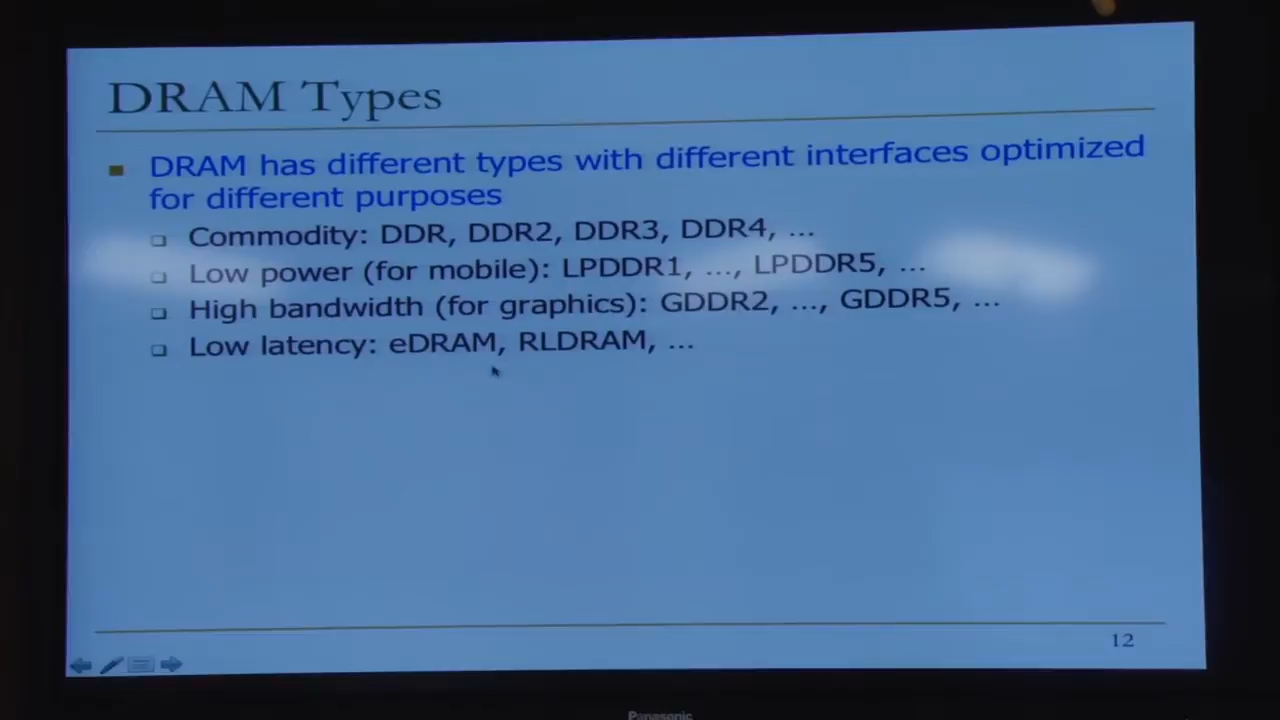 DRAM Types
DRAM has different types with different interfaces optimized
for different purposes
Commodity: DDR, DDR2, DDR3, DDR4, ...
Low power (for mobile): LPDDR1, ..., LPDDR5, ...
High bandwidth (for graphics): GDDR2, ..., GDDR5, ...
Low latency: eDRAM, RLDRAM, ...
12
Panasonic